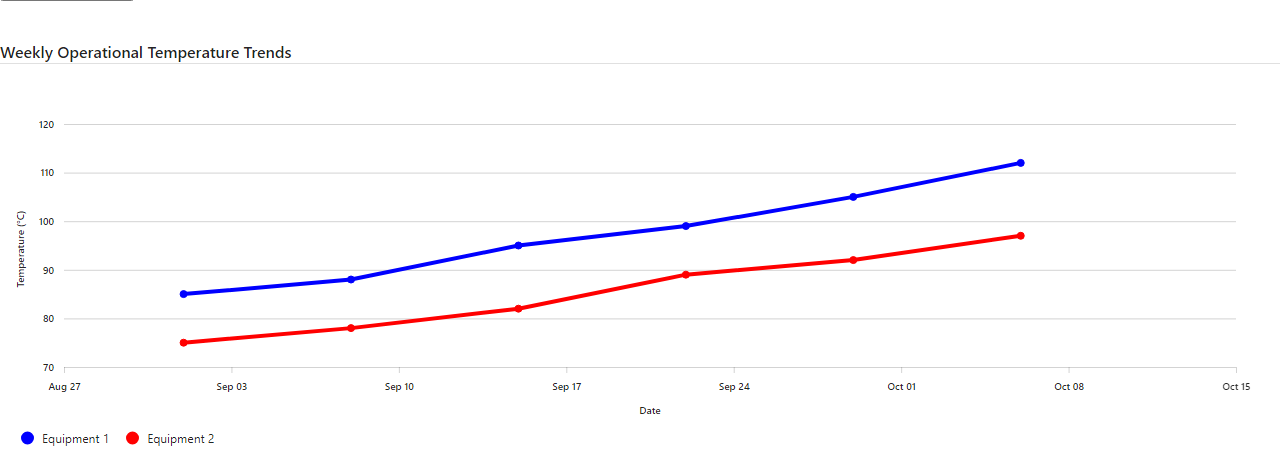 Weekly Operational Temperature Trends
120
110
100
90
80
70
Temperature (°C)
Aug 27 Sep 03 Sep 10 Sep 17 Sep 24 Oct 01 Oct 08 Oct 15
Date
Equipment 1 Equipment 2